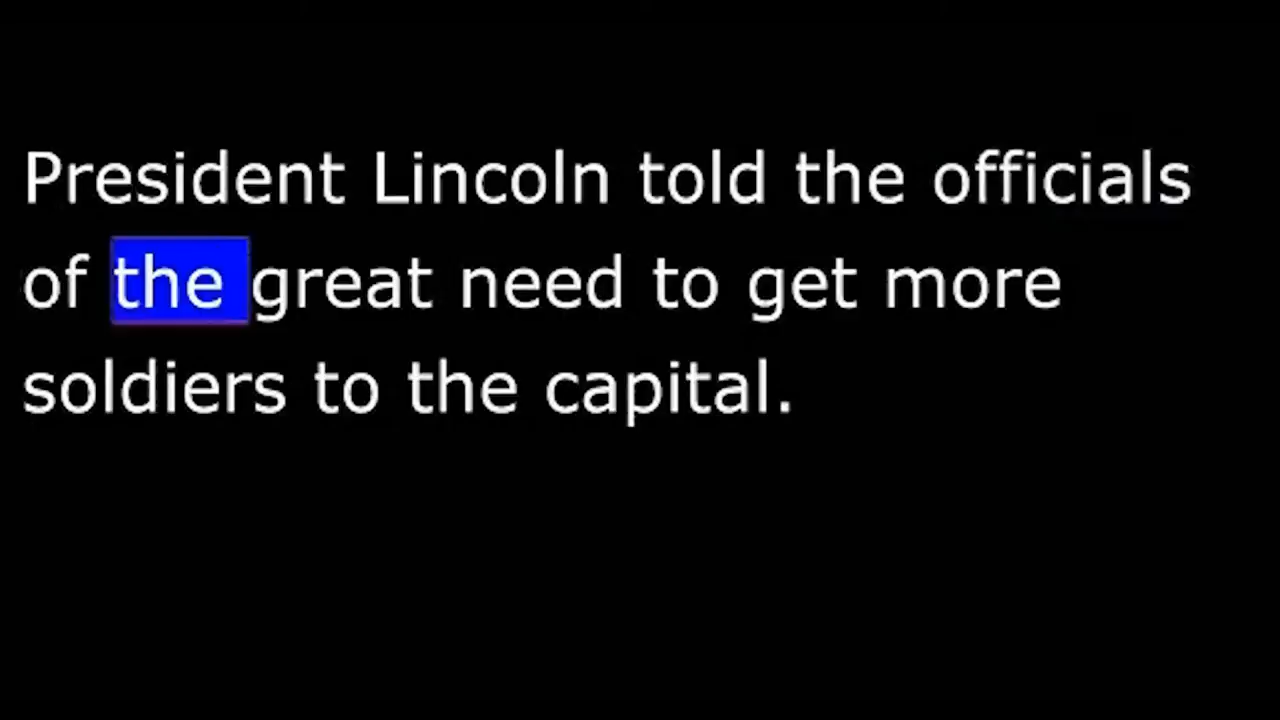 President Lincoln told the officials
of the great need to get more
soldiers to the capital.